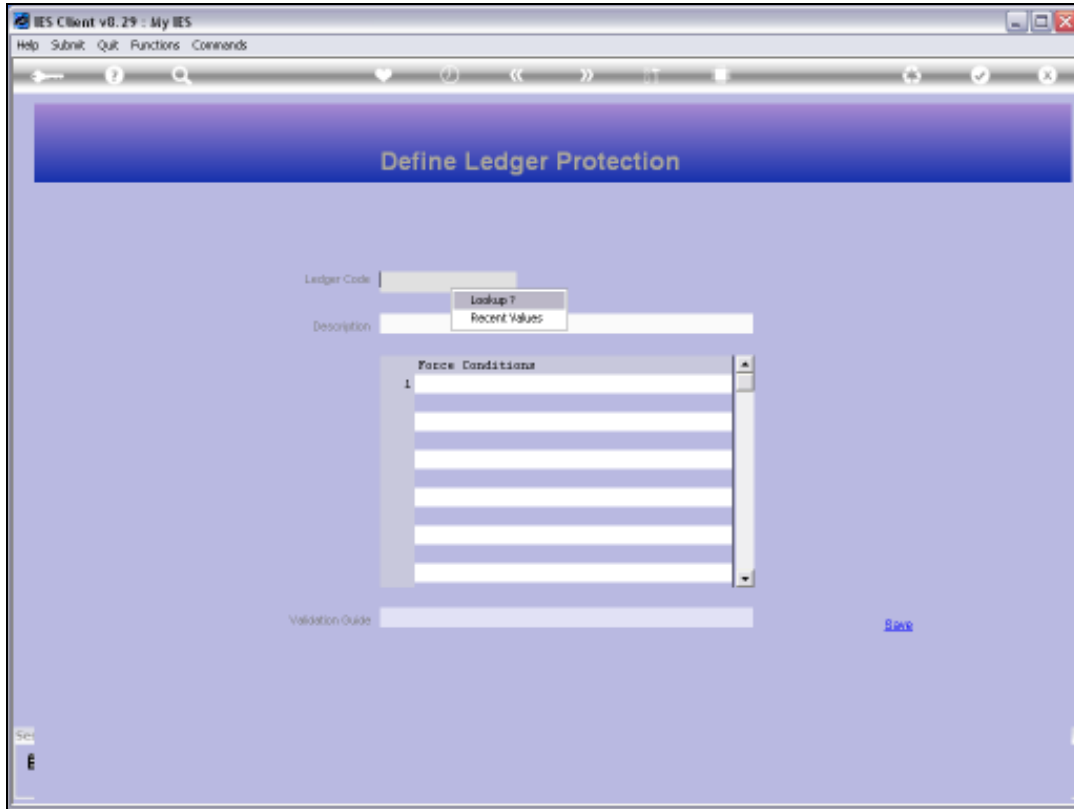 IES Client v8.29 : My IES
Help Submit Quit Functions Commands
Define Ledger Protection
Ledger Code
Lookup ?
Recent Values
Description
Force Conditions
1
Validation Guide
Save